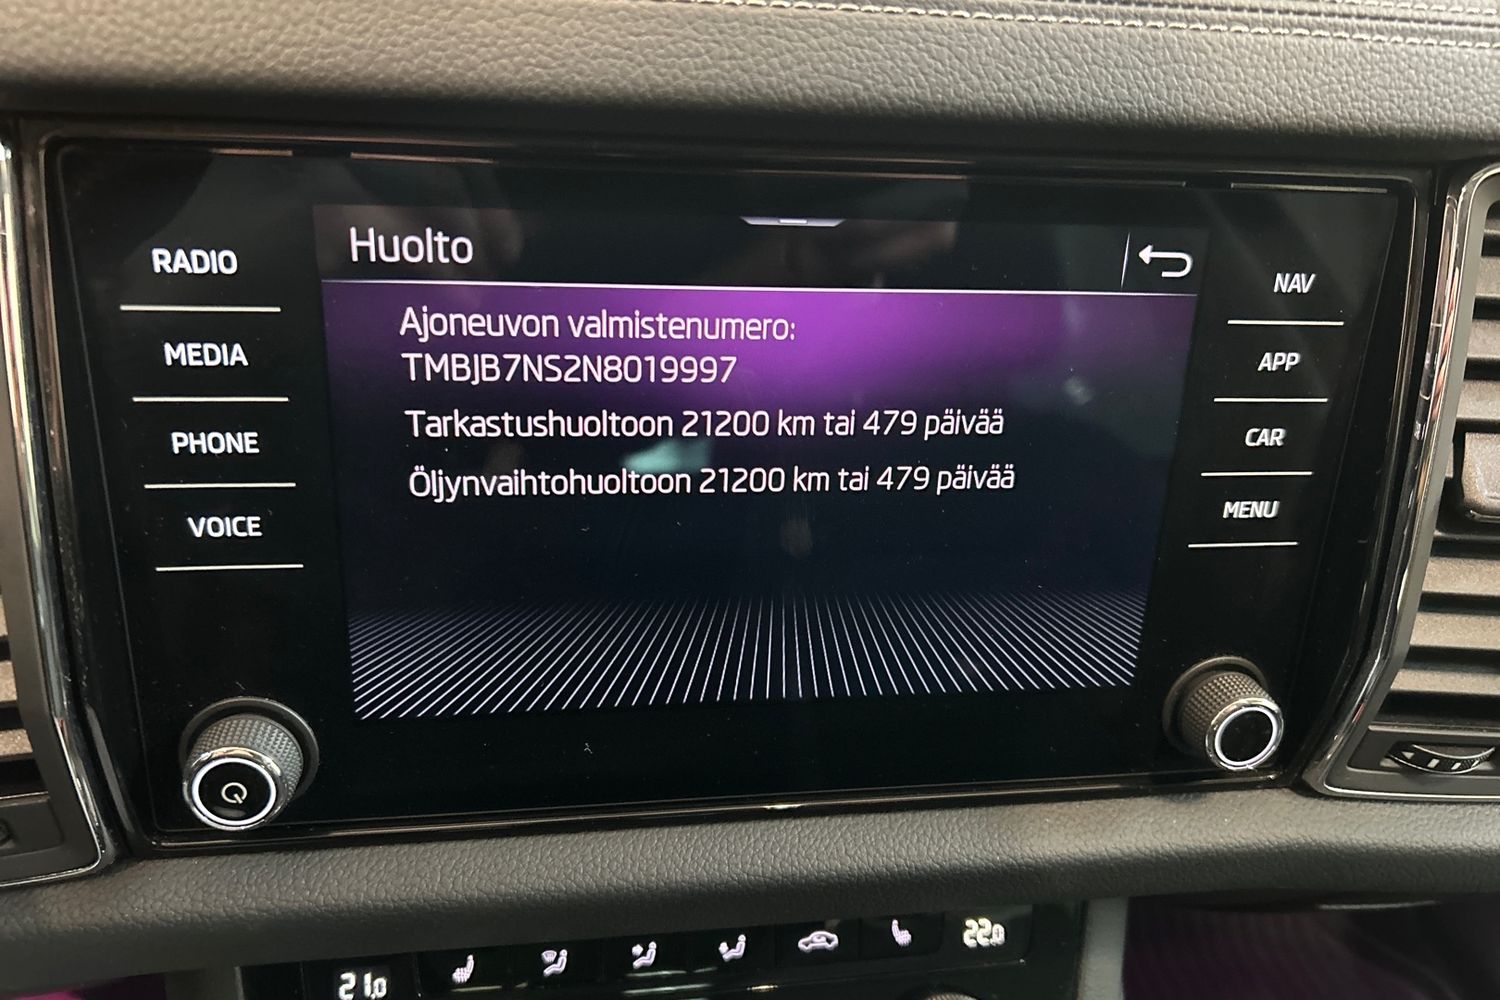 Huolto
RADIO
MEDIA
PHONE
VOICE
Ajoneuvon valmistenumero:
TMBJB7NS2N8019997
Tarkastushuoltoon 21200 km tai 479 päivää
Öljynvaihtohuoltoon 21200 km tai 479 päivää
NAV
APP
CAR
MENU
21,0
22,0